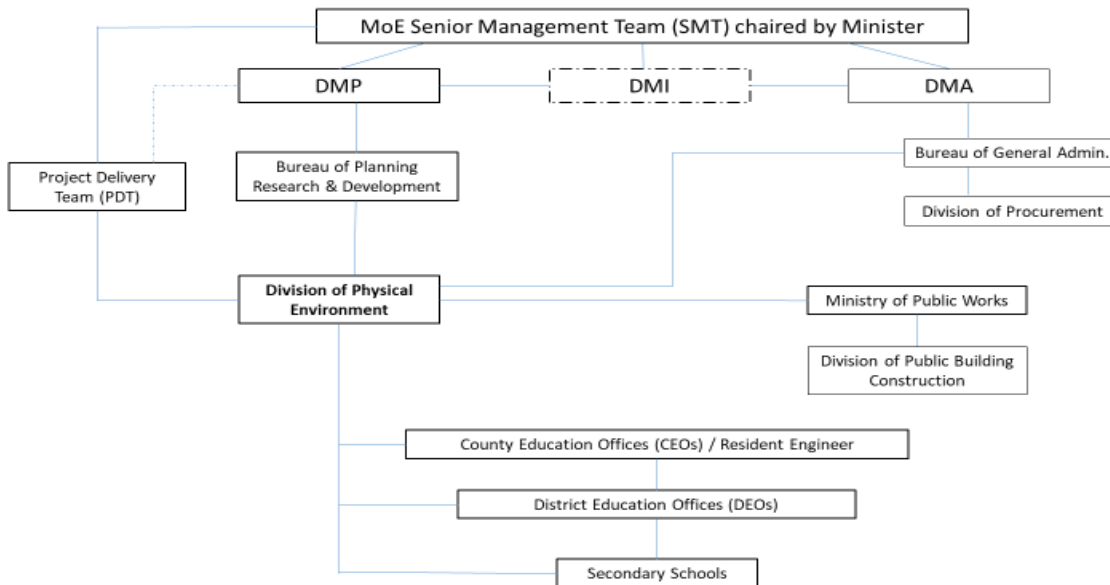 MoE Senior Management Team (SMT) chaired by Minister
DMP
DMI
DMA
Bureau of General Admin.
Project Delivery
Team (PDT)
Bureau of Planning
Research & Development
Division of Procurement
Division of Physical
Environment
Ministry of Public Works
Division of Public Building
Construction
County Education Offices (CEOs) / Resident Engineer
District Education Offices (DEOs)
Secondary Schools